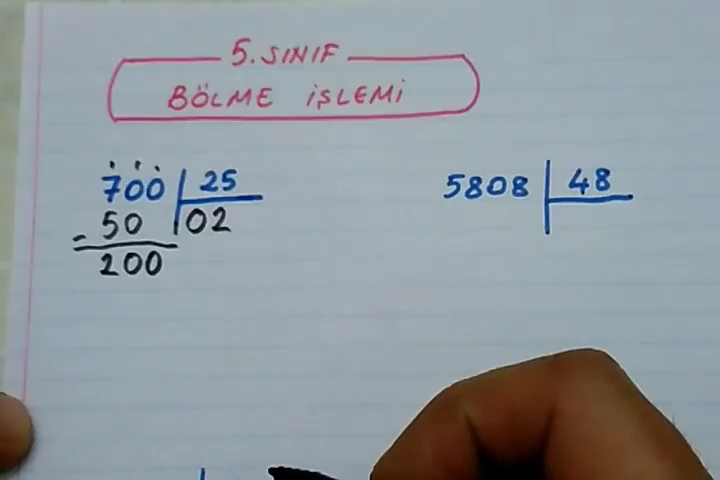 5. SINIF
BÖLME İŞLEMİ
700 25
50 02
200
5808 48